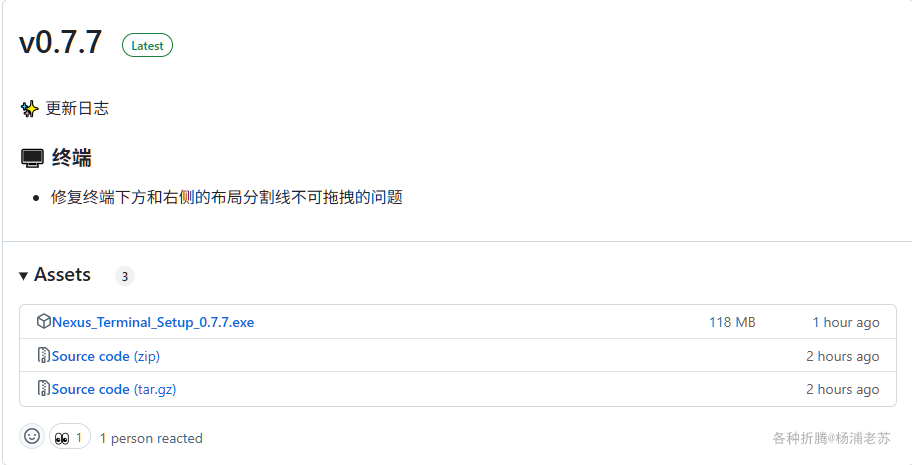 v0.7.7 Latest
✨ 更新日志
🖥️ 终端
• 修复终端下方和右侧的布局分割线不可拖拽的问题
▾ Assets 3
Nexus_Terminal_Setup_0.7.7.exe 118 MB 1 hour ago
Source code (zip) 2 hours ago
Source code (tar.gz) 2 hours ago
👀 1 1 person reacted
各种折腾@杨浦老苏